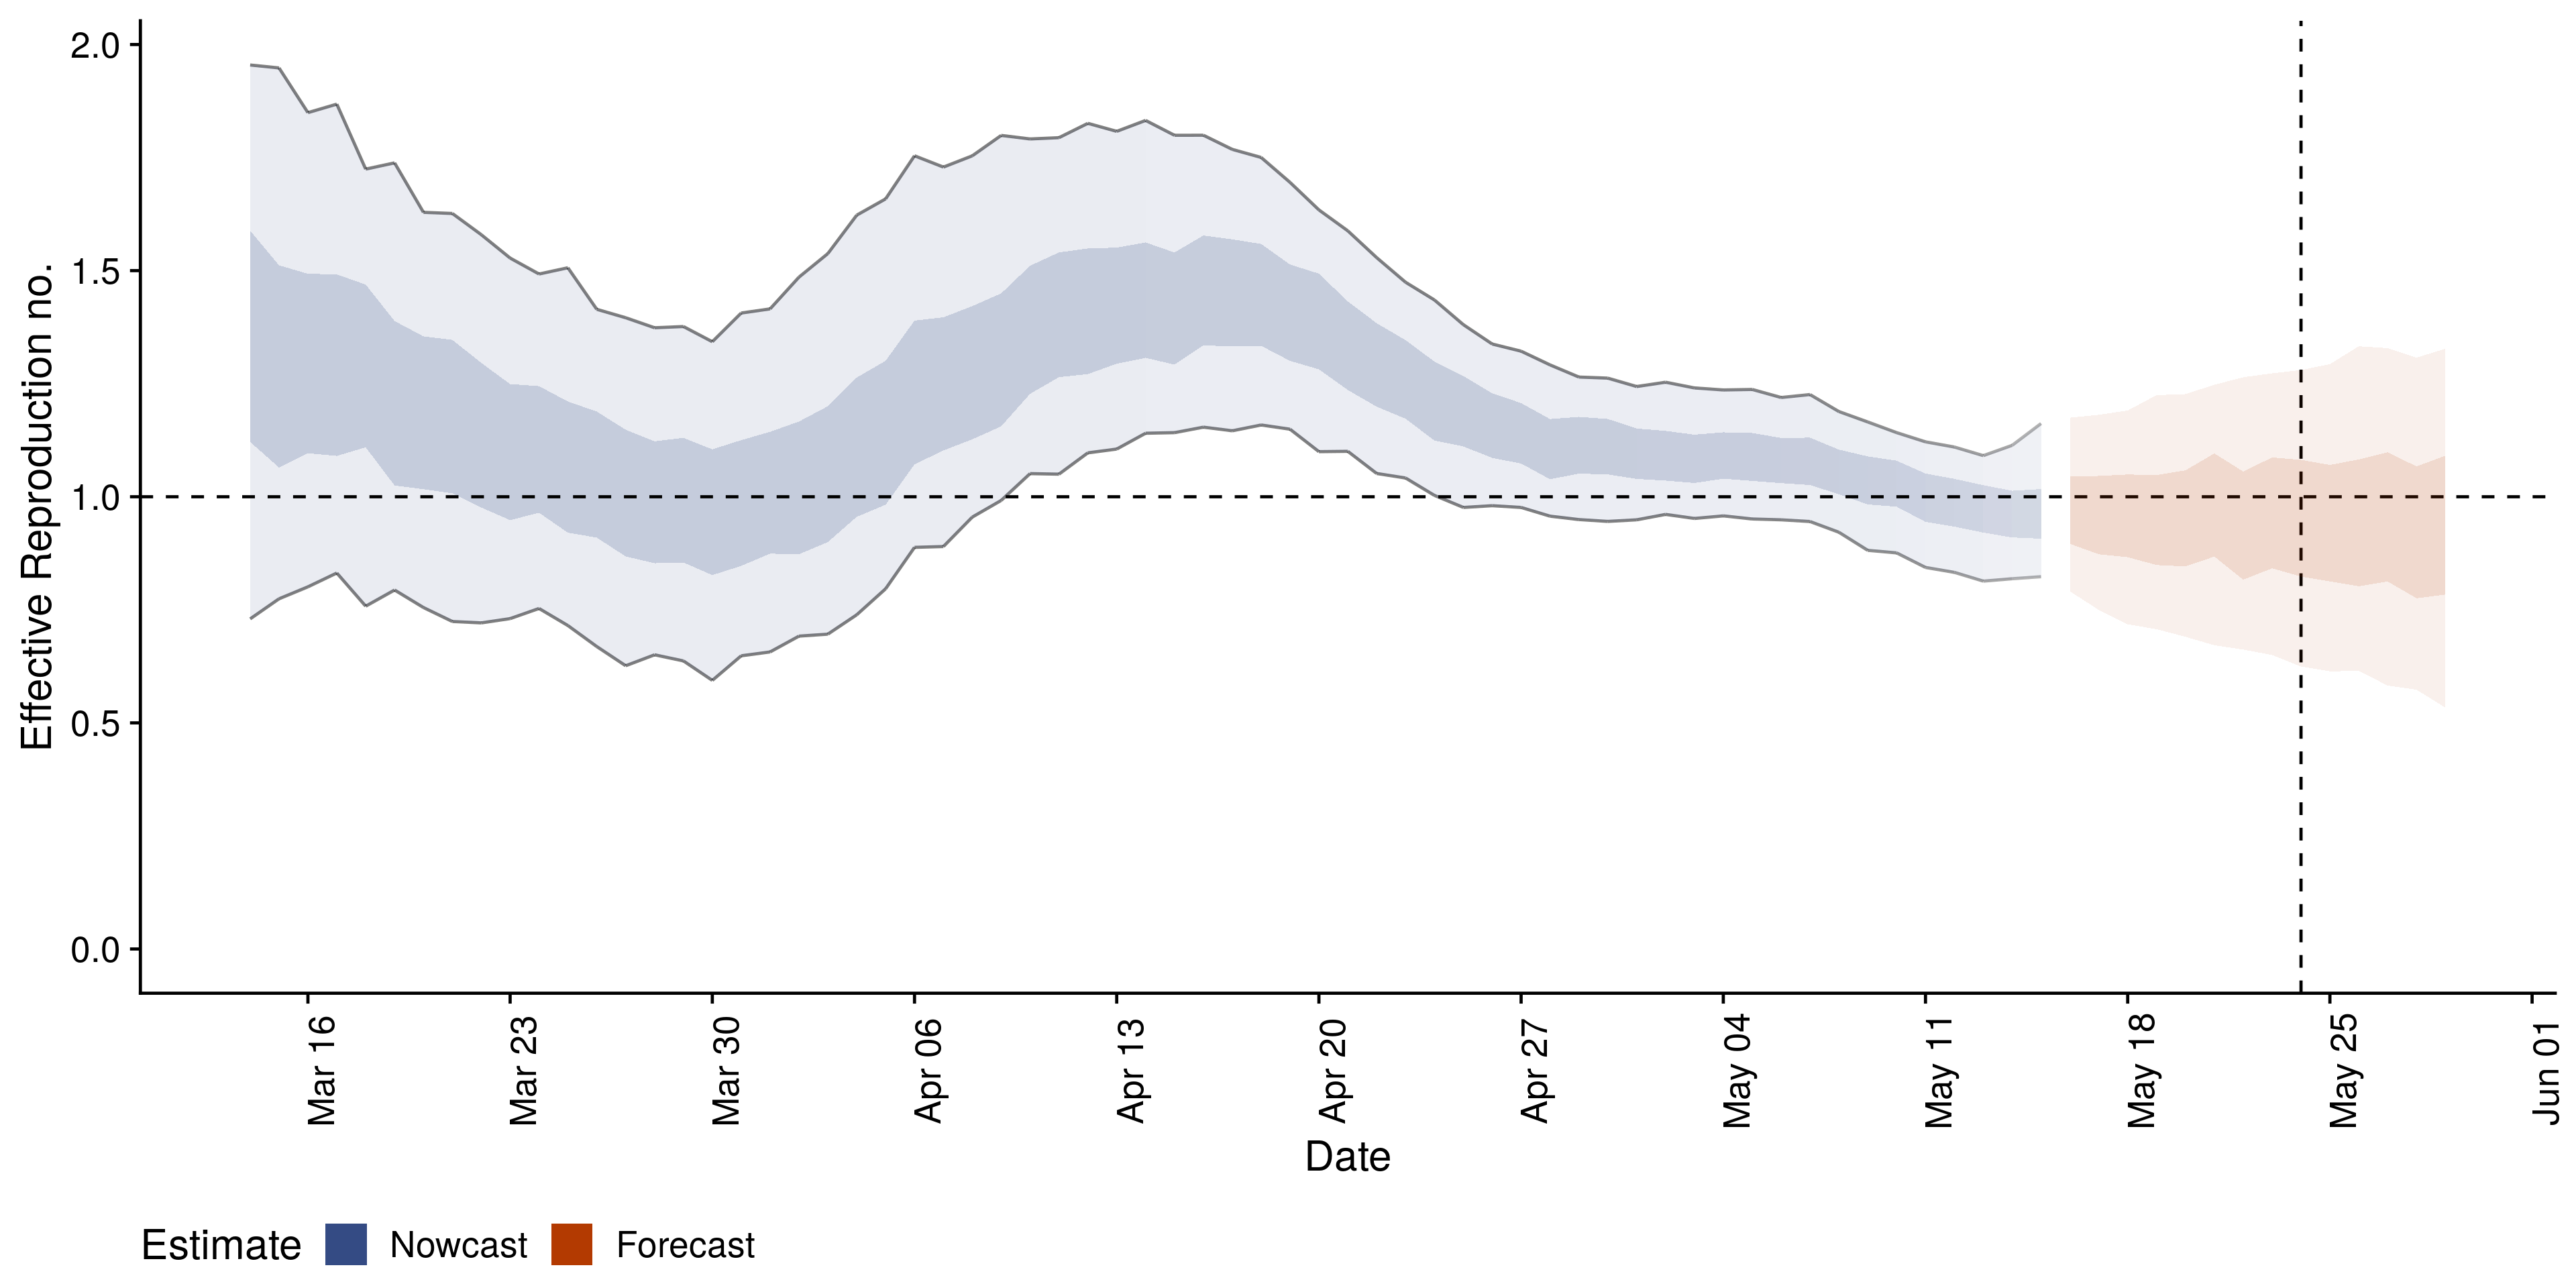 2.0
1.5
1.0
0.5
0.0
Effective Reproduction no.
Mar 16
Mar 23
Mar 30
Apr 06
Apr 13
Apr 20
Apr 27
May 04
May 11
May 18
May 25
Jun 01
Date
Estimate Nowcast Forecast